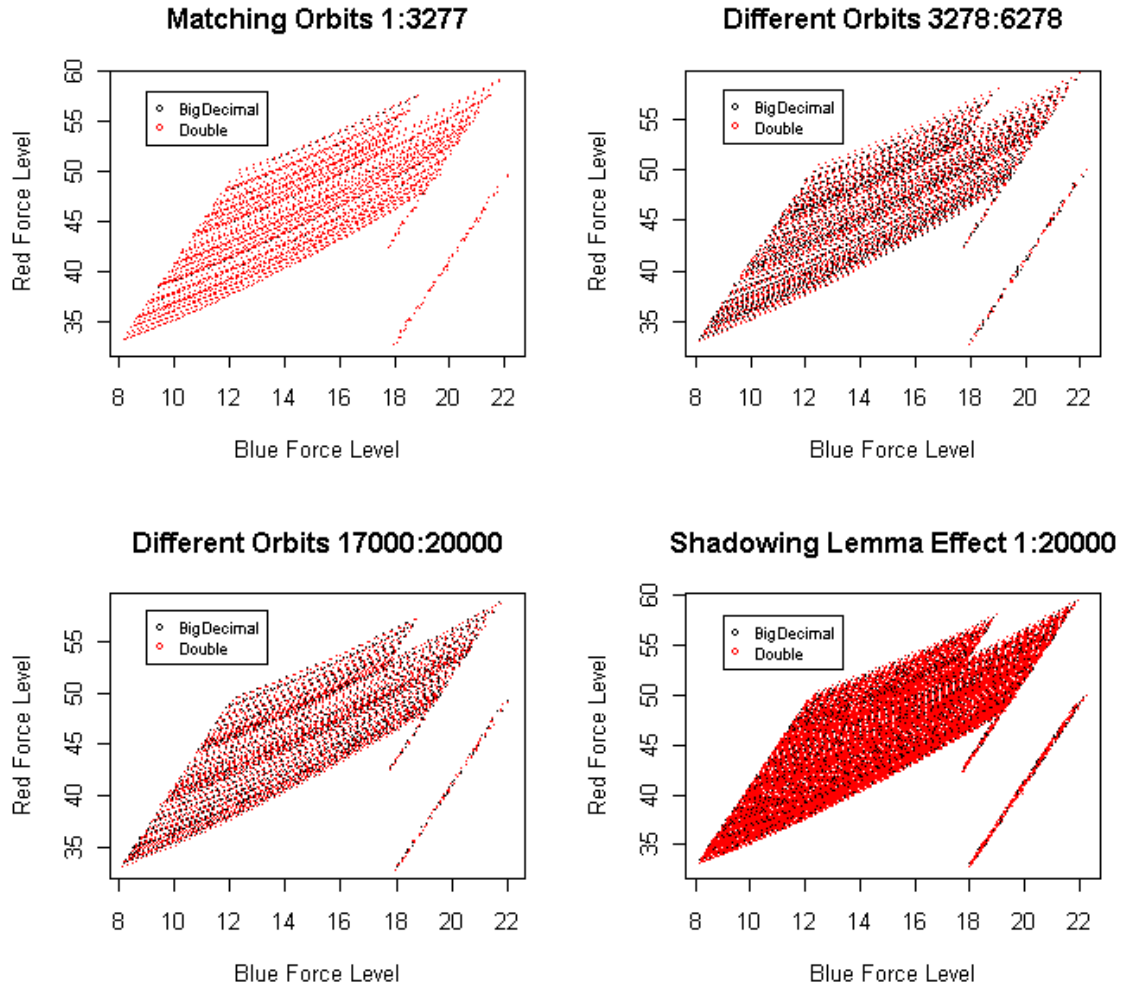 Matching Orbits 1:3277
Red Force Level
60
55
50
45
40
35
BigDecimal
Double
8 10 12 14 16 18 20 22
Blue Force Level
Different Orbits 3278:6278
Red Force Level
55
50
45
40
35
BigDecimal
Double
8 10 12 14 16 18 20 22
Blue Force Level
Different Orbits 17000:20000
Red Force Level
55
50
45
40
35
BigDecimal
Double
8 10 12 14 16 18 20 22
Blue Force Level
Shadowing Lemma Effect 1:20000
Red Force Level
60
55
50
45
40
35
BigDecimal
Double
8 10 12 14 16 18 20 22
Blue Force Level